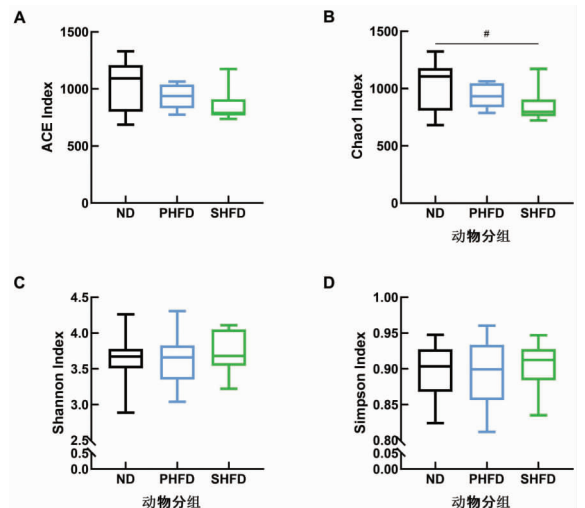 A
1500
1000
500
0
ACE Index
ND PHFD SHFD
B
#
1500
1000
500
0
Chao1 Index
ND PHFD SHFD
动物分组
C
4.5
4.0
3.5
3.0
2.5
0.5
0.0
Shannon Index
ND PHFD SHFD
动物分组
D
1.00
0.95
0.90
0.85
0.80
0.05
0.00
Simpson Index
ND PHFD SHFD
动物分组